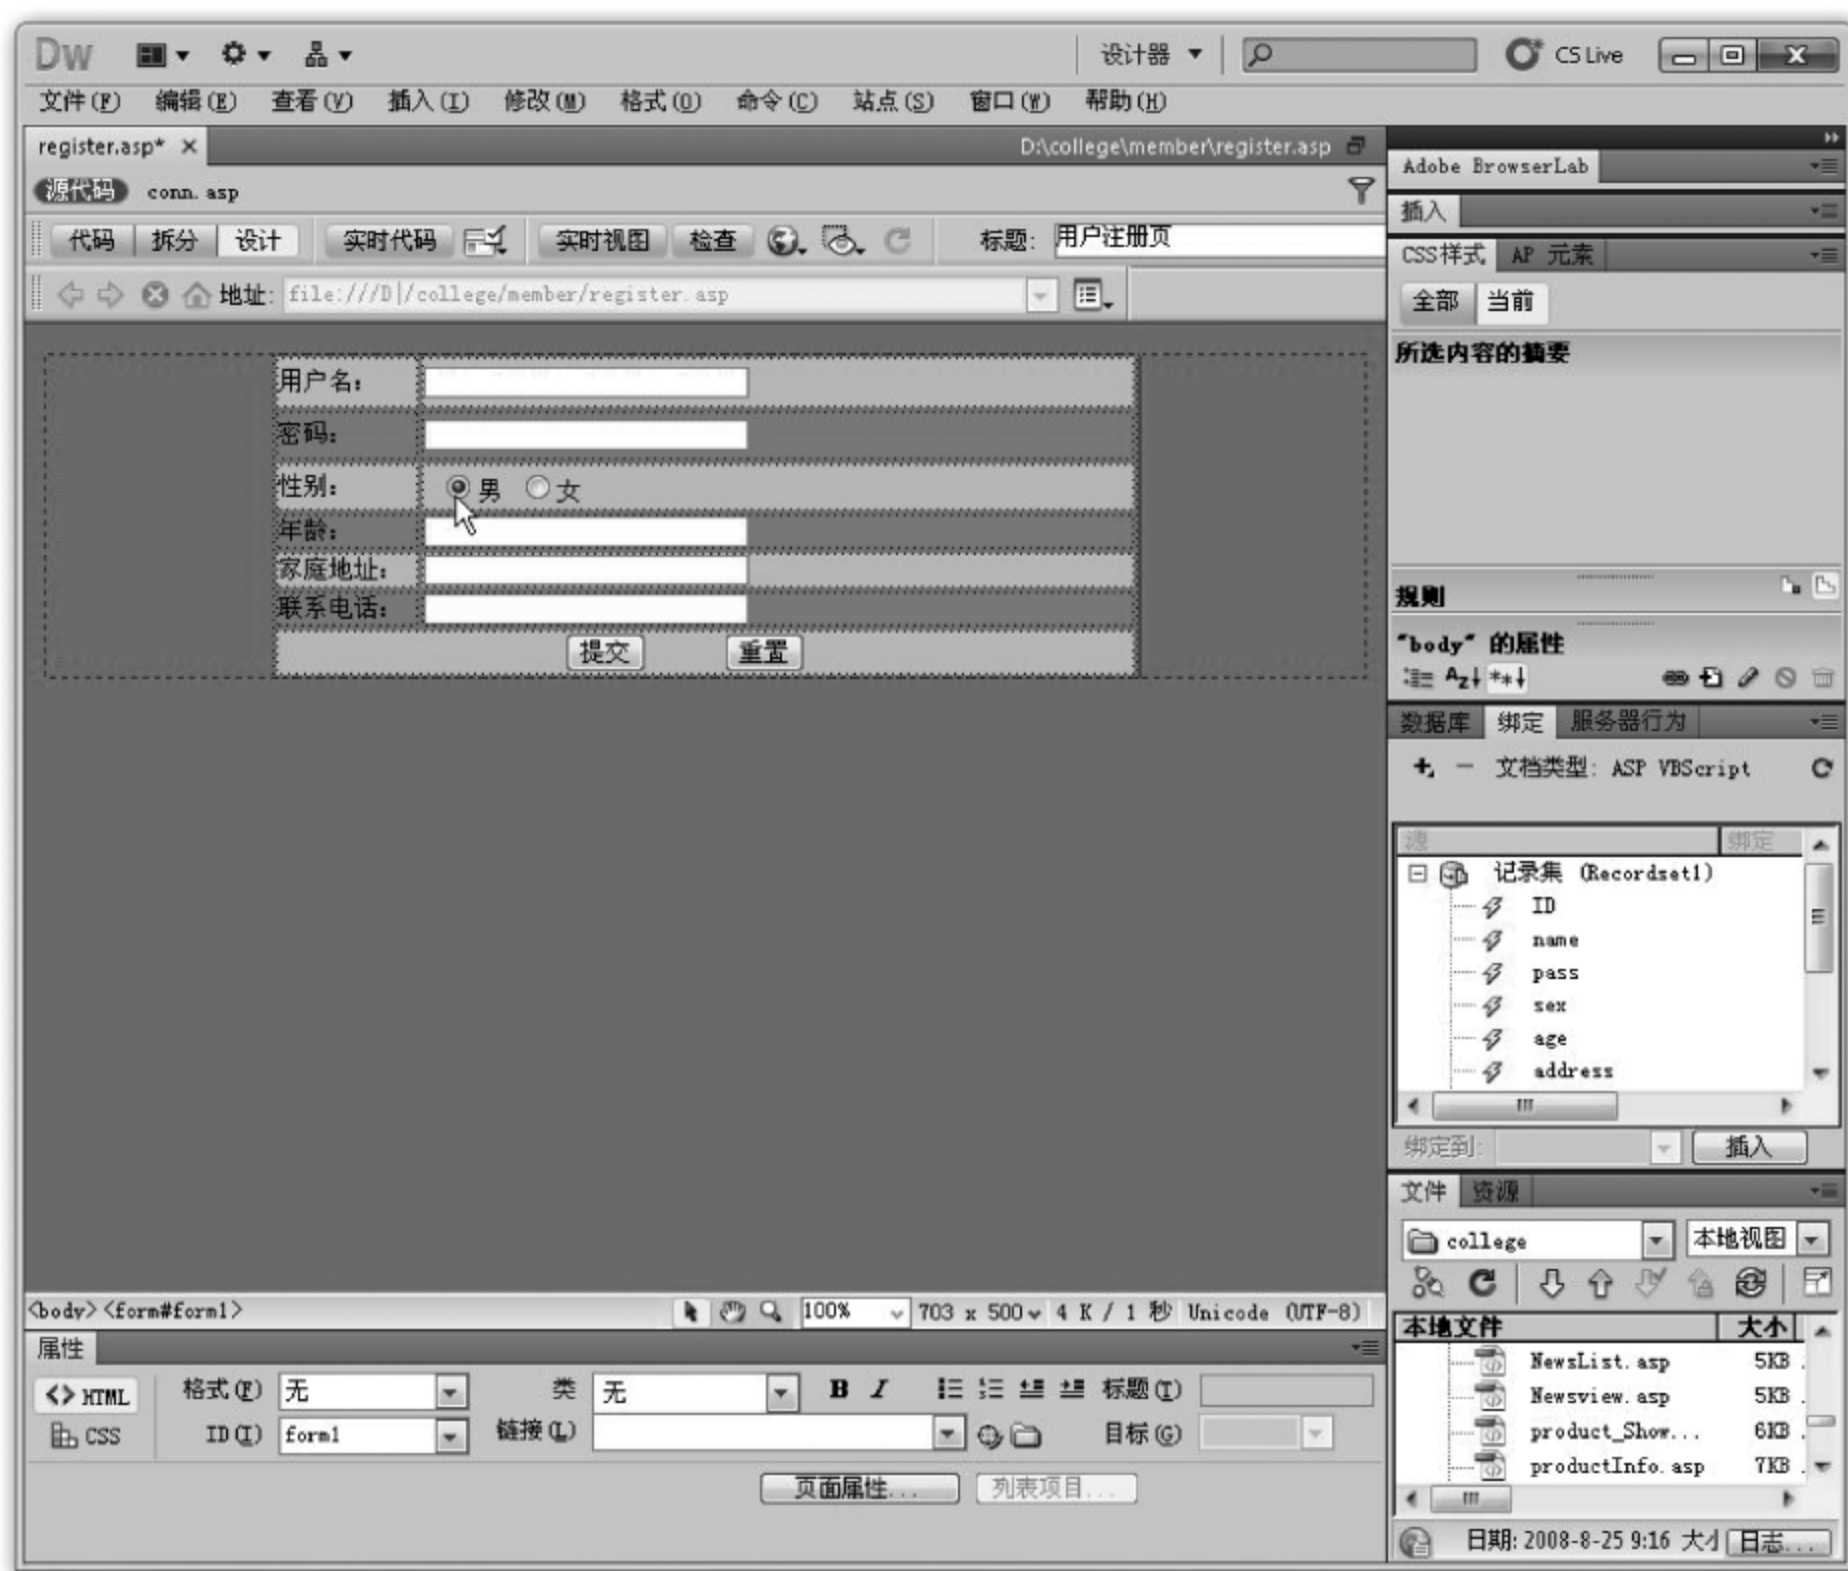 Dw 设计器 CS Live
文件(F) 编辑(E) 查看(V) 插入(I) 修改(M) 格式(O) 命令(C) 站点(S) 窗口(W) 帮助(H)
register.asp* × D:\college\member\register.asp
源代码 conn.asp
代码 拆分 设计 实时代码 实时视图 检查 标题: 用户注册页
地址: file:///D|/college/member/register.asp
用户名:
密码:
性别: 男 女
年龄:
家庭地址:
联系电话:
提交 重置
<body><form#form1> 100% 703 x 500 4 K / 1 秒 Unicode (UTF-8)
属性
<> HTML 格式(F) 无 类 无 B I 标题(T)
CSS ID(I) form1 链接(L) 目标(G)
页面属性... 列表项目...
Adobe BrowserLab
插入
CSS样式 AP 元素
全部 当前
所选内容的摘要
规则
"body" 的属性
数据库 绑定 服务器行为
文档类型: ASP VBScript
源 绑定
记录集 (Recordset1)
ID
name
pass
sex
age
address
绑定到: 插入
文件 资源
college 本地视图
本地文件 大小
NewsList.asp 5KB
Newsview.asp 5KB
product_Show... 6KB
productInfo.asp 7KB
日期: 2008-8-25 9:16 大小 日志...